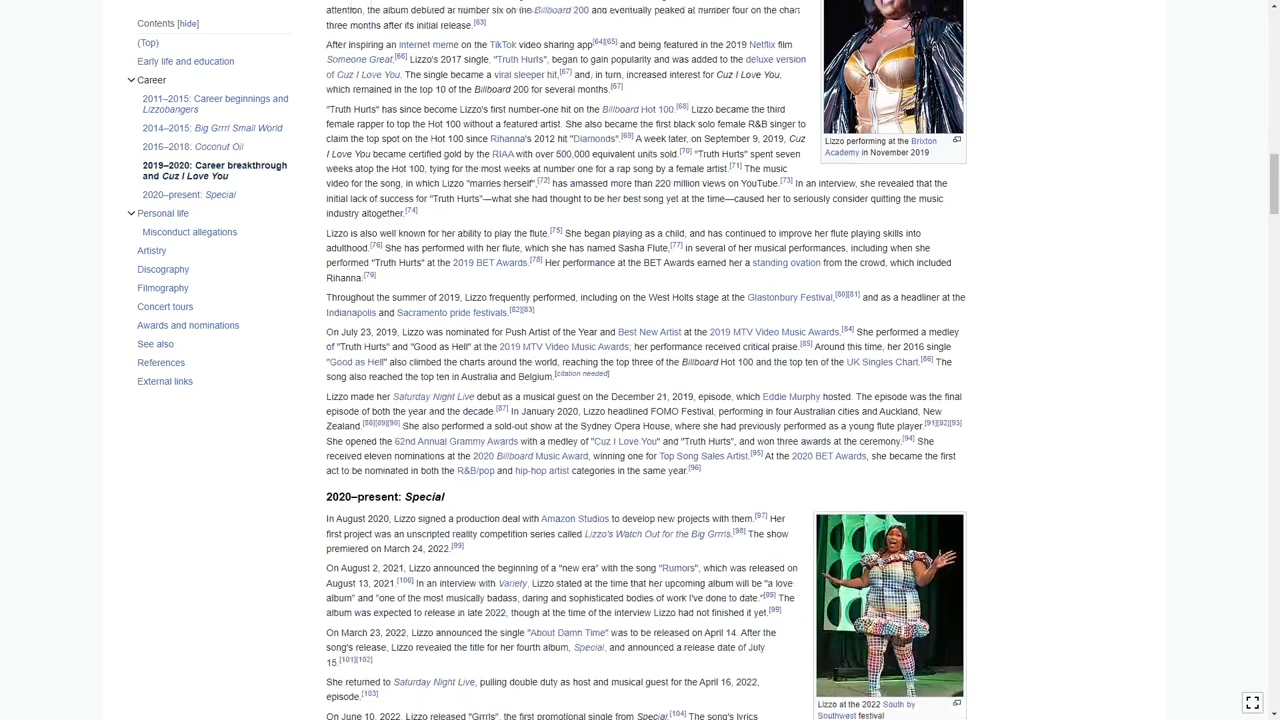 Contents [hide]
(Top)
Early life and education
Career
2011–2015: Career beginnings and
Lizzobangers
2014–2015: Big Grrrl Small World
2016–2018: Coconut Oil
2019–2020: Career breakthrough
and Cuz I Love You
2020–present: Special
Personal life
Misconduct allegations
Artistry
Discography
Filmography
Concert tours
Awards and nominations
See also
References
External links
attention, the album debuted at number six on the Billboard 200 and eventually peaked at number four on the chart
three months after its initial release.[63]
After inspiring an internet meme on the TikTok video sharing app[64][65] and being featured in the 2019 Netflix film
Someone Great,[66] Lizzo's 2017 single, "Truth Hurts", began to gain popularity and was added to the deluxe version
of Cuz I Love You. The single became a viral sleeper hit,[67] and, in turn, increased interest for Cuz I Love You,
which remained in the top 10 of the Billboard 200 for several months.[67]
"Truth Hurts" has since become Lizzo's first number-one hit on the Billboard Hot 100.[68] Lizzo became the third
female rapper to top the Hot 100 without a featured artist. She also became the first black solo female R&B singer to
claim the top spot on the Hot 100 since Rihanna's 2012 hit "Diamonds".[69] A week later, on September 9, 2019, Cuz
I Love You became certified gold by the RIAA with over 500,000 equivalent units sold.[70] "Truth Hurts" spent seven
weeks atop the Hot 100, tying for the most weeks at number one for a rap song by a female artist.[71] The music
video for the song, in which Lizzo "marries herself",[72] has amassed more than 220 million views on YouTube.[73] In an interview, she revealed that the
initial lack of success for "Truth Hurts"—what she had thought to be her best song yet at the time—caused her to seriously consider quitting the music
industry altogether.[74]
Lizzo performing at the Brixton
Academy in November 2019
Lizzo is also well known for her ability to play the flute.[75] She began playing as a child, and has continued to improve her flute playing skills into
adulthood.[76] She has performed with her flute, which she has named Sasha Flute,[77] in several of her musical performances, including when she
performed "Truth Hurts" at the 2019 BET Awards.[78] Her performance at the BET Awards earned her a standing ovation from the crowd, which included
Rihanna.[79]
Throughout the summer of 2019, Lizzo frequently performed, including on the West Holts stage at the Glastonbury Festival,[80][81] and as a headliner at the
Indianapolis and Sacramento pride festivals.[82][83]
On July 23, 2019, Lizzo was nominated for Push Artist of the Year and Best New Artist at the 2019 MTV Video Music Awards.[84] She performed a medley
of "Truth Hurts" and "Good as Hell" at the 2019 MTV Video Music Awards; her performance received critical praise.[85] Around this time, her 2016 single
"Good as Hell" also climbed the charts around the world, reaching the top three of the Billboard Hot 100 and the top ten of the UK Singles Chart.[86] The
song also reached the top ten in Australia and Belgium.[citation needed]
Lizzo made her Saturday Night Live debut as a musical guest on the December 21, 2019, episode, which Eddie Murphy hosted. The episode was the final
episode of both the year and the decade.[87] In January 2020, Lizzo headlined FOMO Festival, performing in four Australian cities and Auckland, New
Zealand.[88][89][90] She also performed a sold-out show at the Sydney Opera House, where she had previously performed as a young flute player.[91][92][93]
She opened the 62nd Annual Grammy Awards with a medley of "Cuz I Love You" and "Truth Hurts", and won three awards at the ceremony.[94] She
received eleven nominations at the 2020 Billboard Music Award, winning one for Top Song Sales Artist.[95] At the 2020 BET Awards, she became the first
act to be nominated in both the R&B/pop and hip-hop artist categories in the same year.[96]
2020–present: Special
In August 2020, Lizzo signed a production deal with Amazon Studios to develop new projects with them.[97] Her
first project was an unscripted reality competition series called Lizzo's Watch Out for the Big Grrrls.[98] The show
premiered on March 24, 2022.[99]
On August 2, 2021, Lizzo announced the beginning of a "new era" with the song "Rumors", which was released on
August 13, 2021.[100] In an interview with Variety, Lizzo stated at the time that her upcoming album will be "a love
album" and "one of the most musically badass, daring and sophisticated bodies of work I've done to date."[99] The
album was expected to release in late 2022, though at the time of the interview Lizzo had not finished it yet.[99]
On March 23, 2022, Lizzo announced the single "About Damn Time" was to be released on April 14. After the
song's release, Lizzo revealed the title for her fourth album, Special, and announced a release date of July
15.[101][102]
She returned to Saturday Night Live, pulling double duty as host and musical guest for the April 16, 2022,
episode.[103]
On June 10, 2022, Lizzo released "Grrrls", the first promotional single from Special.[104] The song's lyrics
Lizzo at the 2022 South by
Southwest festival